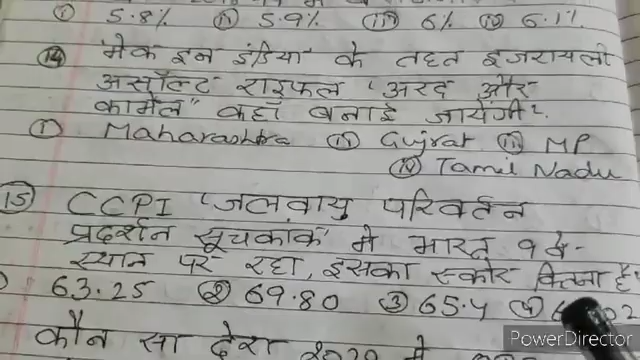 ① 5.8% ② 5.9% ③ 6% ④ 6.1%
⑭ "मेक इन इंडिया" के तहत इजरायली
असॉल्ट राइफल "अरद और
कार्मेल" कहाँ बनाई जायेंगी?
① Maharashtra ② Gujrat ③ MP
④ Tamil Nadu
⑮ CCPI 'जलवायु परिवर्तन
प्रदर्शन सूचकांक' में भारत 9 वे
स्थान पर रहा, इसका स्कोर कितना है
63.25 ② 69.80 ③ 65.4 ④
कौन सा देश 2020 में
PowerDirector